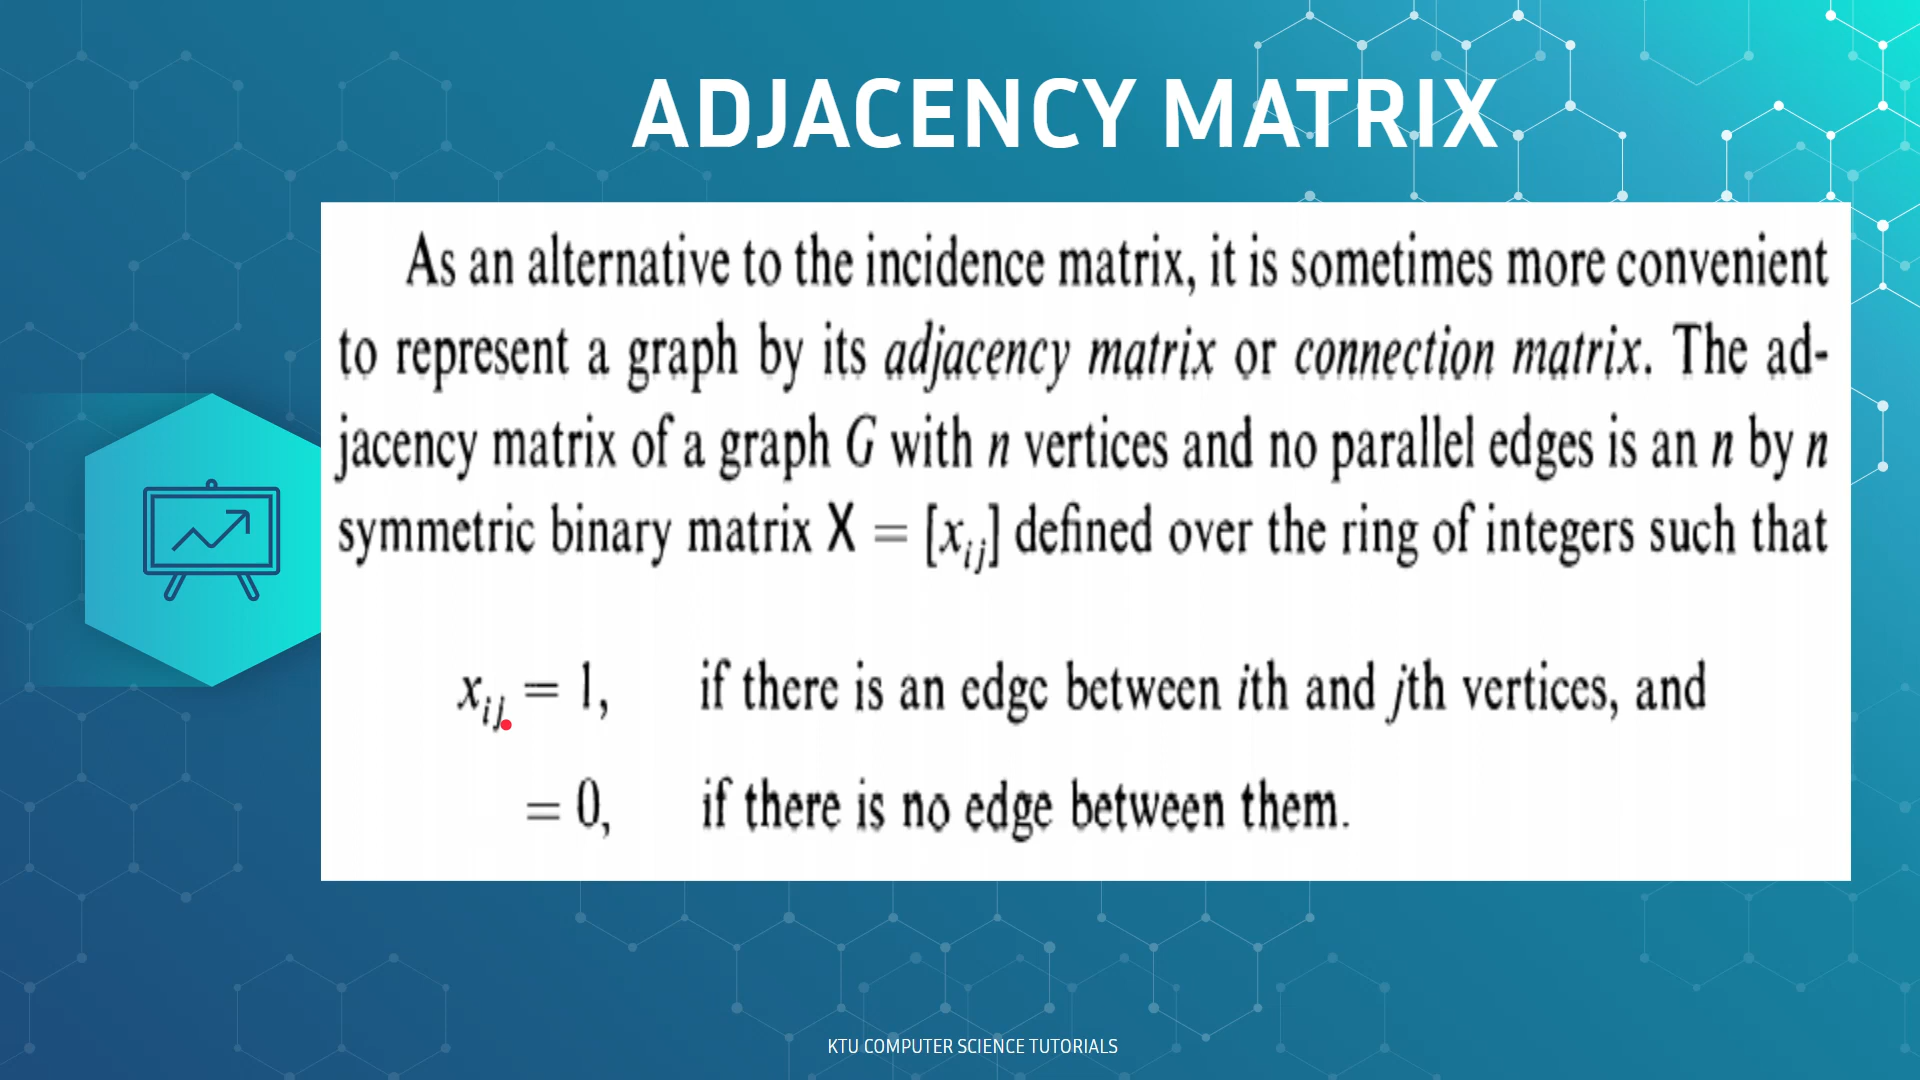 ADJACENCY MATRIX
As an alternative to the incidence matrix, it is sometimes more convenient
to represent a graph by its adjacency matrix or connection matrix. The ad-
jacency matrix of a graph G with n vertices and no parallel edges is an n by n
symmetric binary matrix X = [xᵢⱼ] defined over the ring of integers such that
xᵢⱼ = 1, if there is an edge between ith and jth vertices, and
= 0, if there is no edge between them.
KTU COMPUTER SCIENCE TUTORIALS